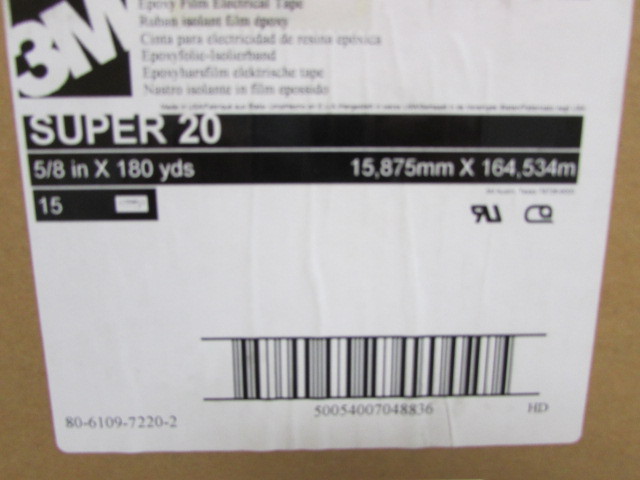 3M
Epoxy Film Electrical Tape
Ruban isolant film époxy
Cinta para electricidad de resina epóxica
Epoxyfolie-Isolierband
Epoxyharsfilm elektrische tape
Nastro isolante in film epossido
SUPER 20
5/8 in X 180 yds 15,875mm X 164,534m
15
80-6109-7220-2 50054007048836 HD